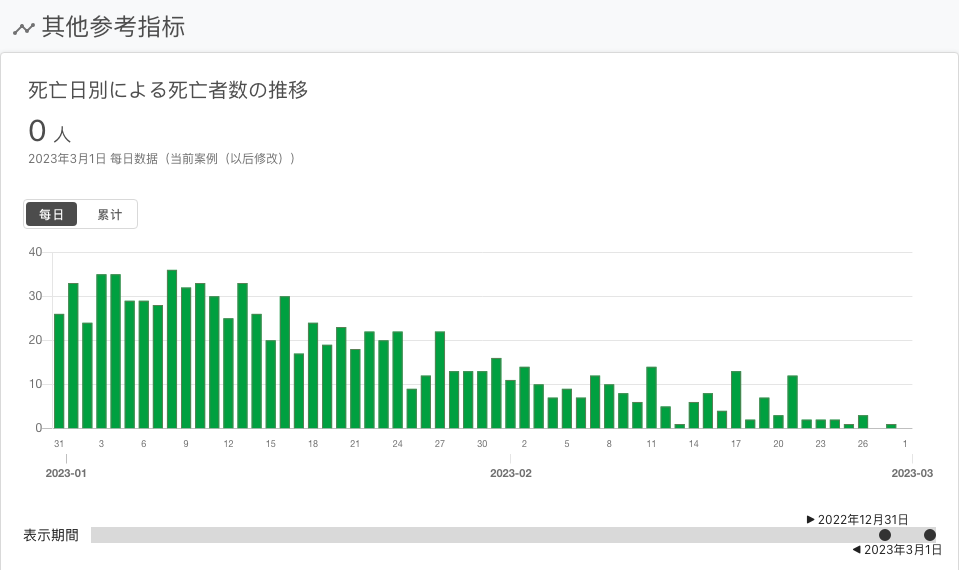 其他参考指标
死亡日別による死亡者数の推移
0 人
2023年3月1日 每日数据（当前案例（以后修改））
每日 累计
40
30
20
10
0
31 3 6 9 12 15 18 21 24 27 30 2 5 8 11 14 17 20 23 26 1
2023-01 2023-02 2023-03
▶ 2022年12月31日
表示期間
◀ 2023年3月1日